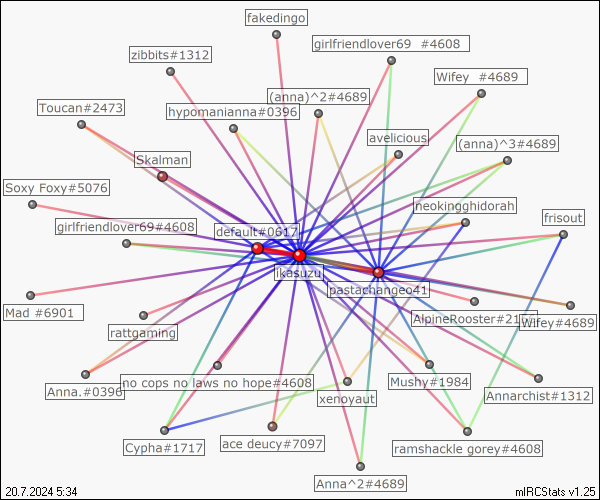 fakedingo
girlfriendlover69 #4608
zibbits#1312
Wifey #4689
(anna)^2#4689
Toucan#2473
hypomanianna#0396
avelicious
(anna)^3#4689
Skalman
Soxy Foxy#5076
neokingghidorah
frisout
girlfriendlover69#4608
default#0617
ikasuzu
pastachangeo41
Mad #6901
rattgaming
AlpineRooster#21
Wifey#4689
Anna.#0396
no cops no laws no hope#4608
Mushy#1984
Annarchist#1312
xenoyaut
Cypha#1717
ace deucy#7097
ramshackle gorey#4608
Anna^2#4689
20.7.2024 5:34
mIRCStats v1.25